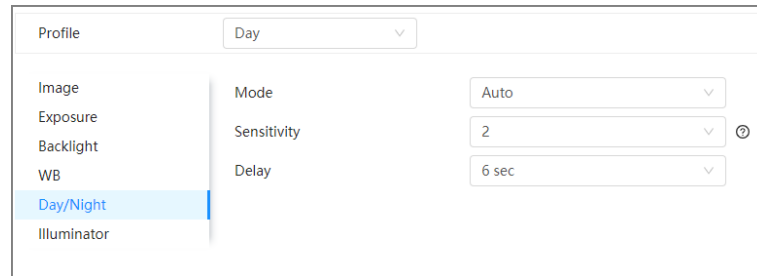 Profile Day
Image
Exposure
Backlight
WB
Day/Night
Illuminator
Mode Auto
Sensitivity 2
Delay 6 sec